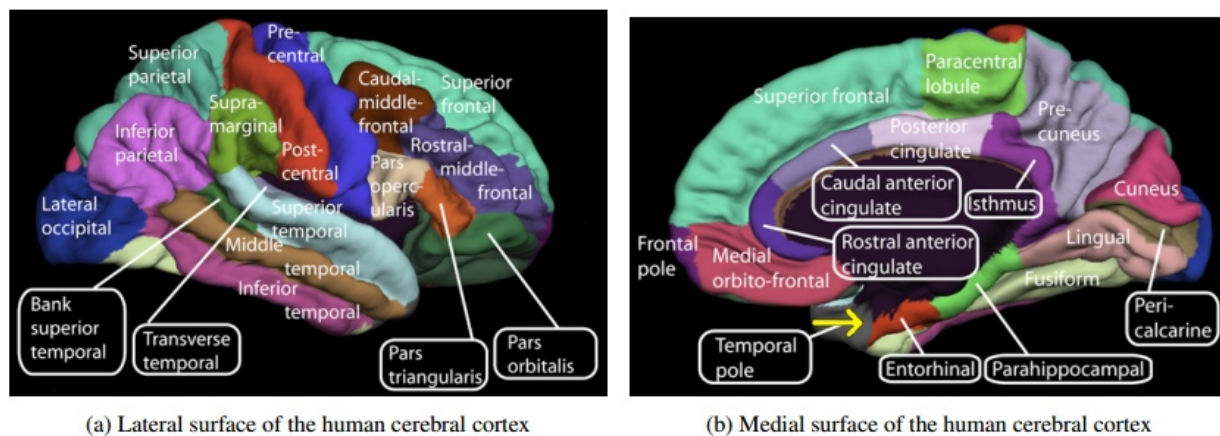 Superior
parietal
Pre-
central
Caudal-
middle-
frontal
Superior
frontal
Supra-
marginal
Inferior
parietal
Post-
central
Pars
operc-
ularis
Rostral-
middle-
frontal
Lateral
occipital
Superior
temporal
Middle
temporal
Inferior
temporal
Bank
superior
temporal
Transverse
temporal
Pars
triangularis
Pars
orbitalis
(a) Lateral surface of the human cerebral cortex
Paracentral
lobule
Superior frontal
Pre-
cuneus
Posterior
cingulate
Caudal anterior
cingulate
Isthmus
Cuneus
Rostral anterior
cingulate
Frontal
pole
Medial
orbito-frontal
Lingual
Fusiform
Peri-
calcarine
Temporal
pole
Entorhinal
Parahippocampal
(b) Medial surface of the human cerebral cortex